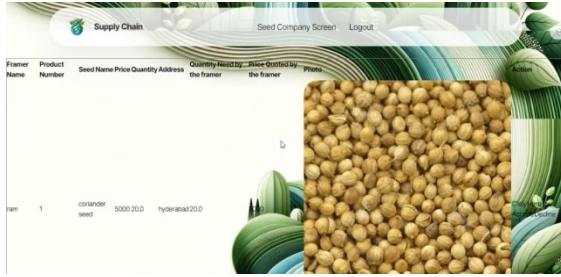 Supply Chain Seed Company Screen Logout
Framer Name Product Number Seed Name Price Quantity Address Quantity Need by the framer Price Quoted by the framer Photo Action
ram 1 coriander seed 5000 20.0 hyderabad 20.0